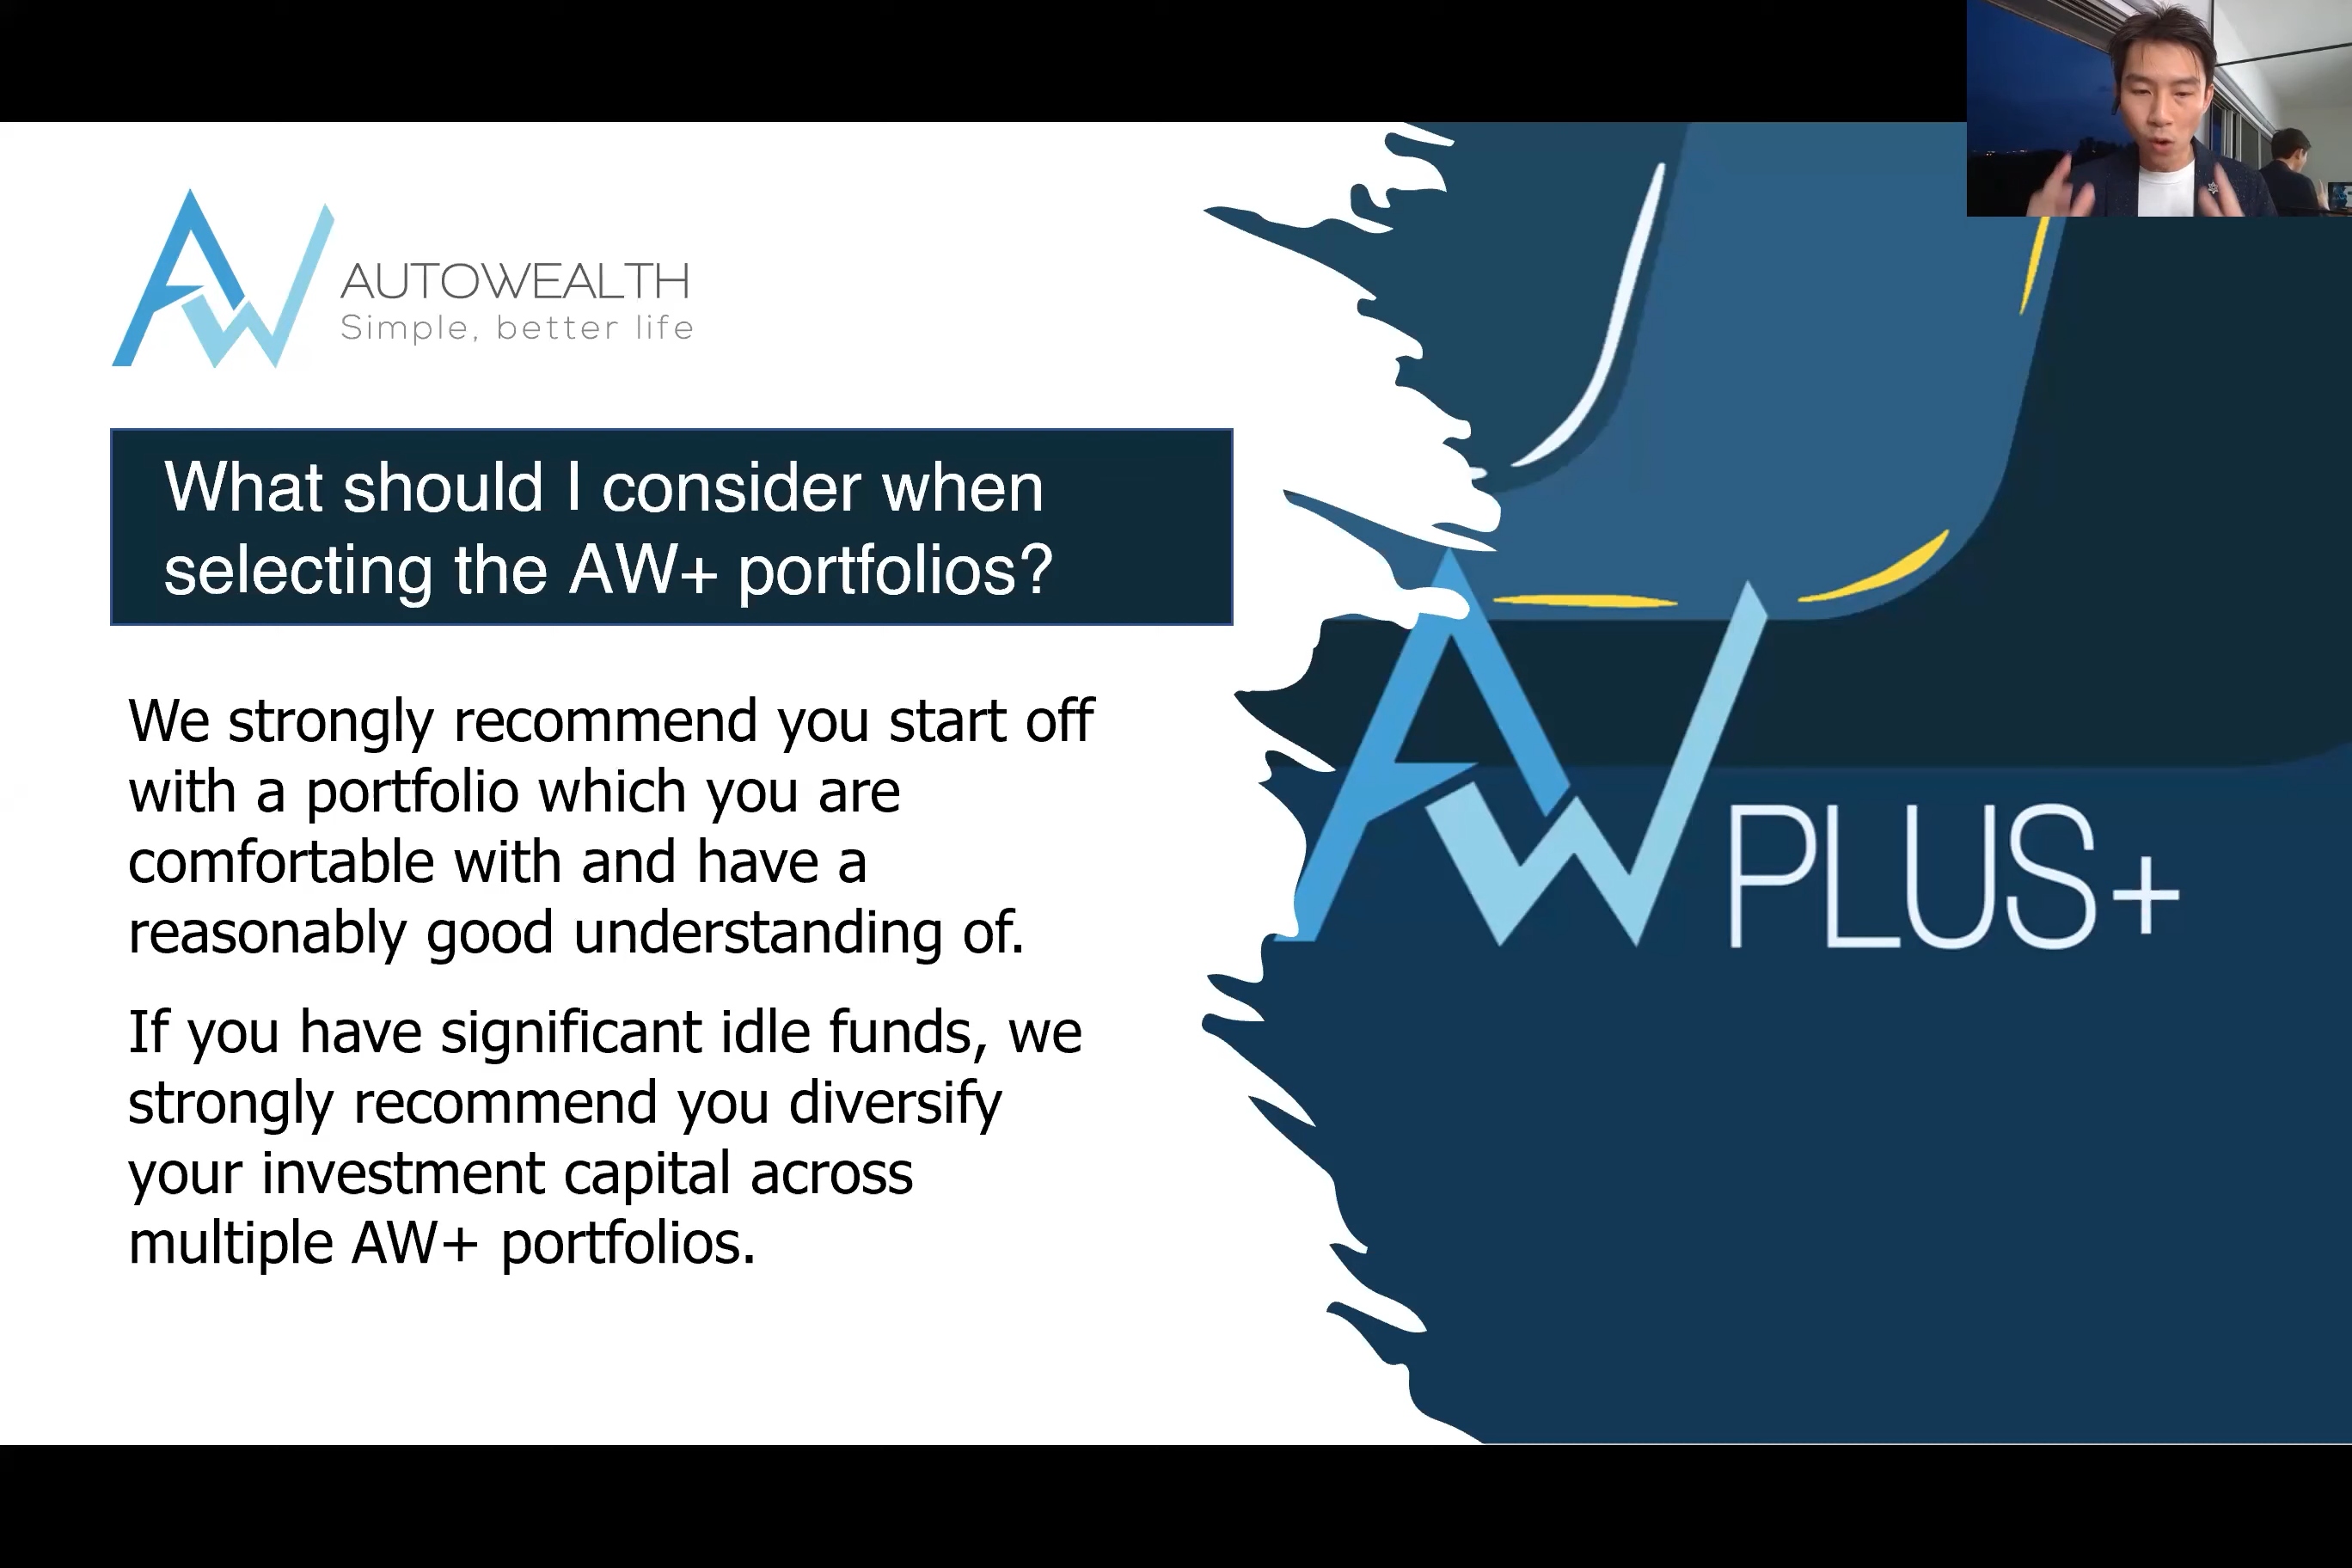 AUTOWEALTH
Simple, better life
What should I consider when
selecting the AW+ portfolios?
We strongly recommend you start off
with a portfolio which you are
comfortable with and have a
reasonably good understanding of.
If you have significant idle funds, we
strongly recommend you diversify
your investment capital across
multiple AW+ portfolios.
AW PLUS+